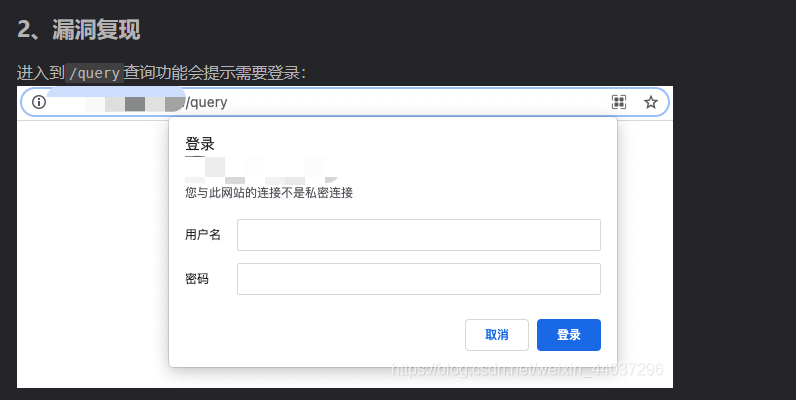 2、漏洞复现
进入到/query查询功能会提示需要登录：
/query
登录
您与此网站的连接不是私密连接
用户名
密码
取消 登录
https://blog.csdn.net/weixin_44037296